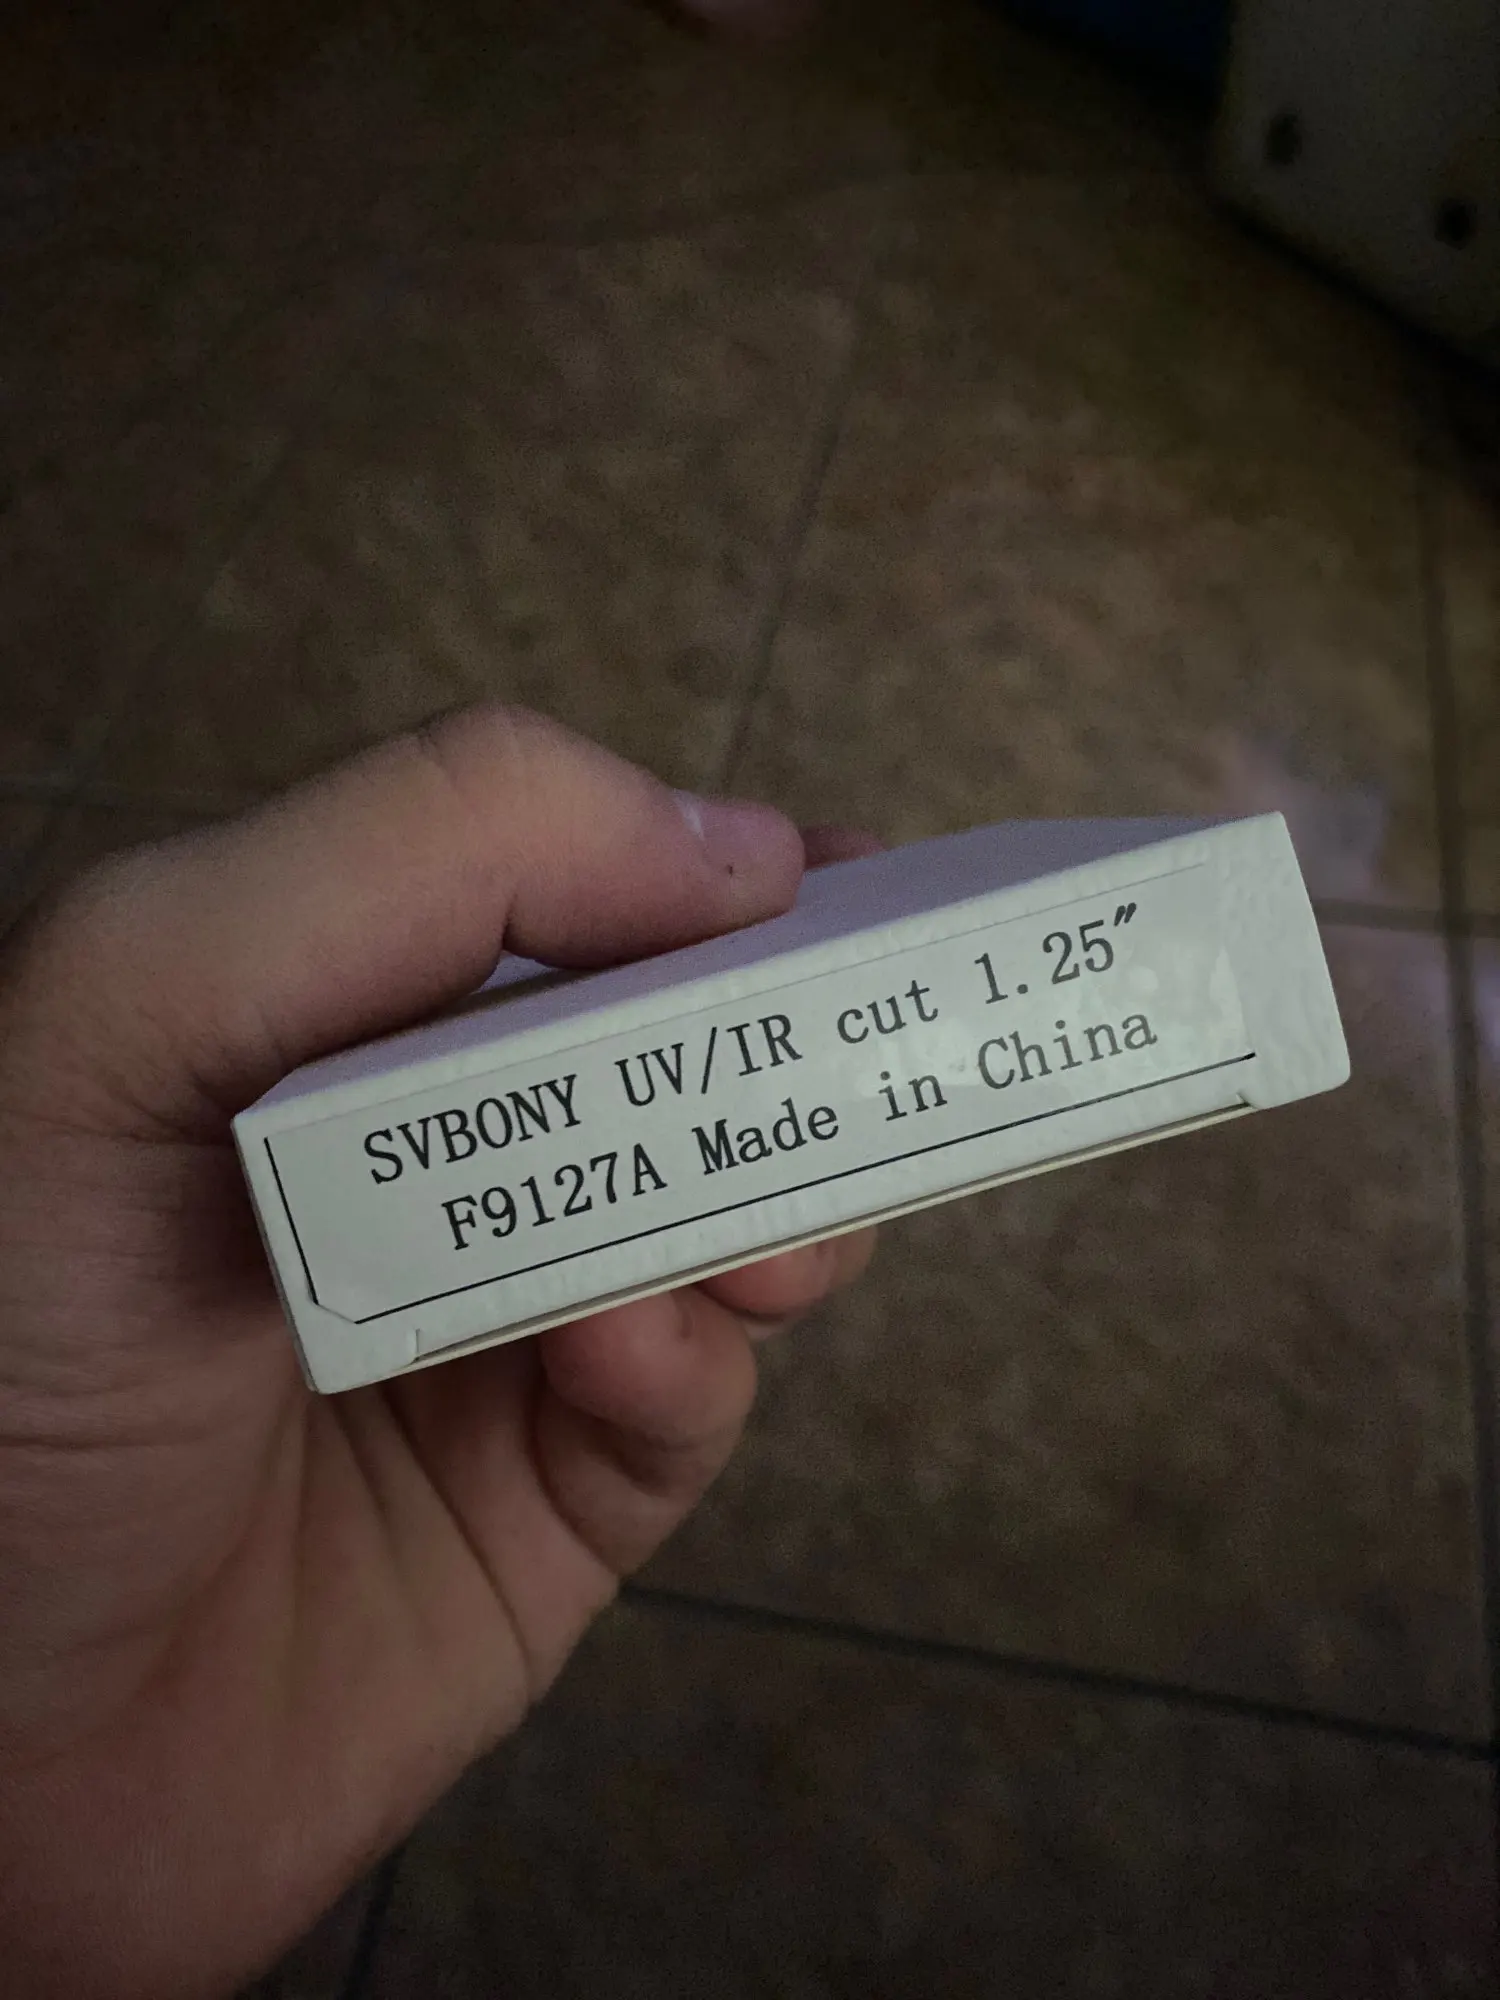 SVBONY UV/IR cut 1.25"
F9127A Made in China